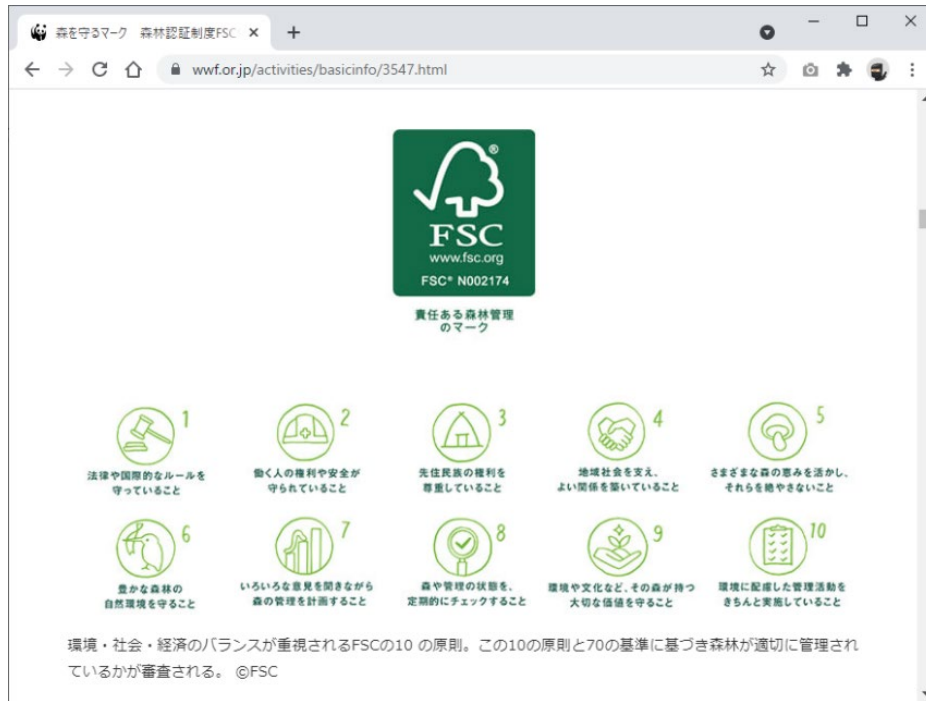 森を守るマーク 森林認証制度FSC
wwf.or.jp/activities/basicinfo/3547.html
FSC
www.fsc.org
FSC® N002174
責任ある森林管理
のマーク
1
法律や国際的なルールを
守っていること
2
働く人の権利や安全が
守られていること
3
先住民族の権利を
尊重していること
4
地域社会を支え、
よい関係を築いていること
5
さまざまな森の恵みを活かし、
それらを絶やさないこと
6
豊かな森林の
自然環境を守ること
7
いろいろな意見を聞きながら
森の管理を計画すること
8
森や管理の状態を、
定期的にチェックすること
9
環境や文化など、その森が持つ
大切な価値を守ること
10
環境に配慮した管理活動を
きちんと実施していること
環境・社会・経済のバランスが重視されるFSCの10 の原則。この10の原則と70の基準に基づき森林が適切に管理され
ているかが審査される。 ©FSC